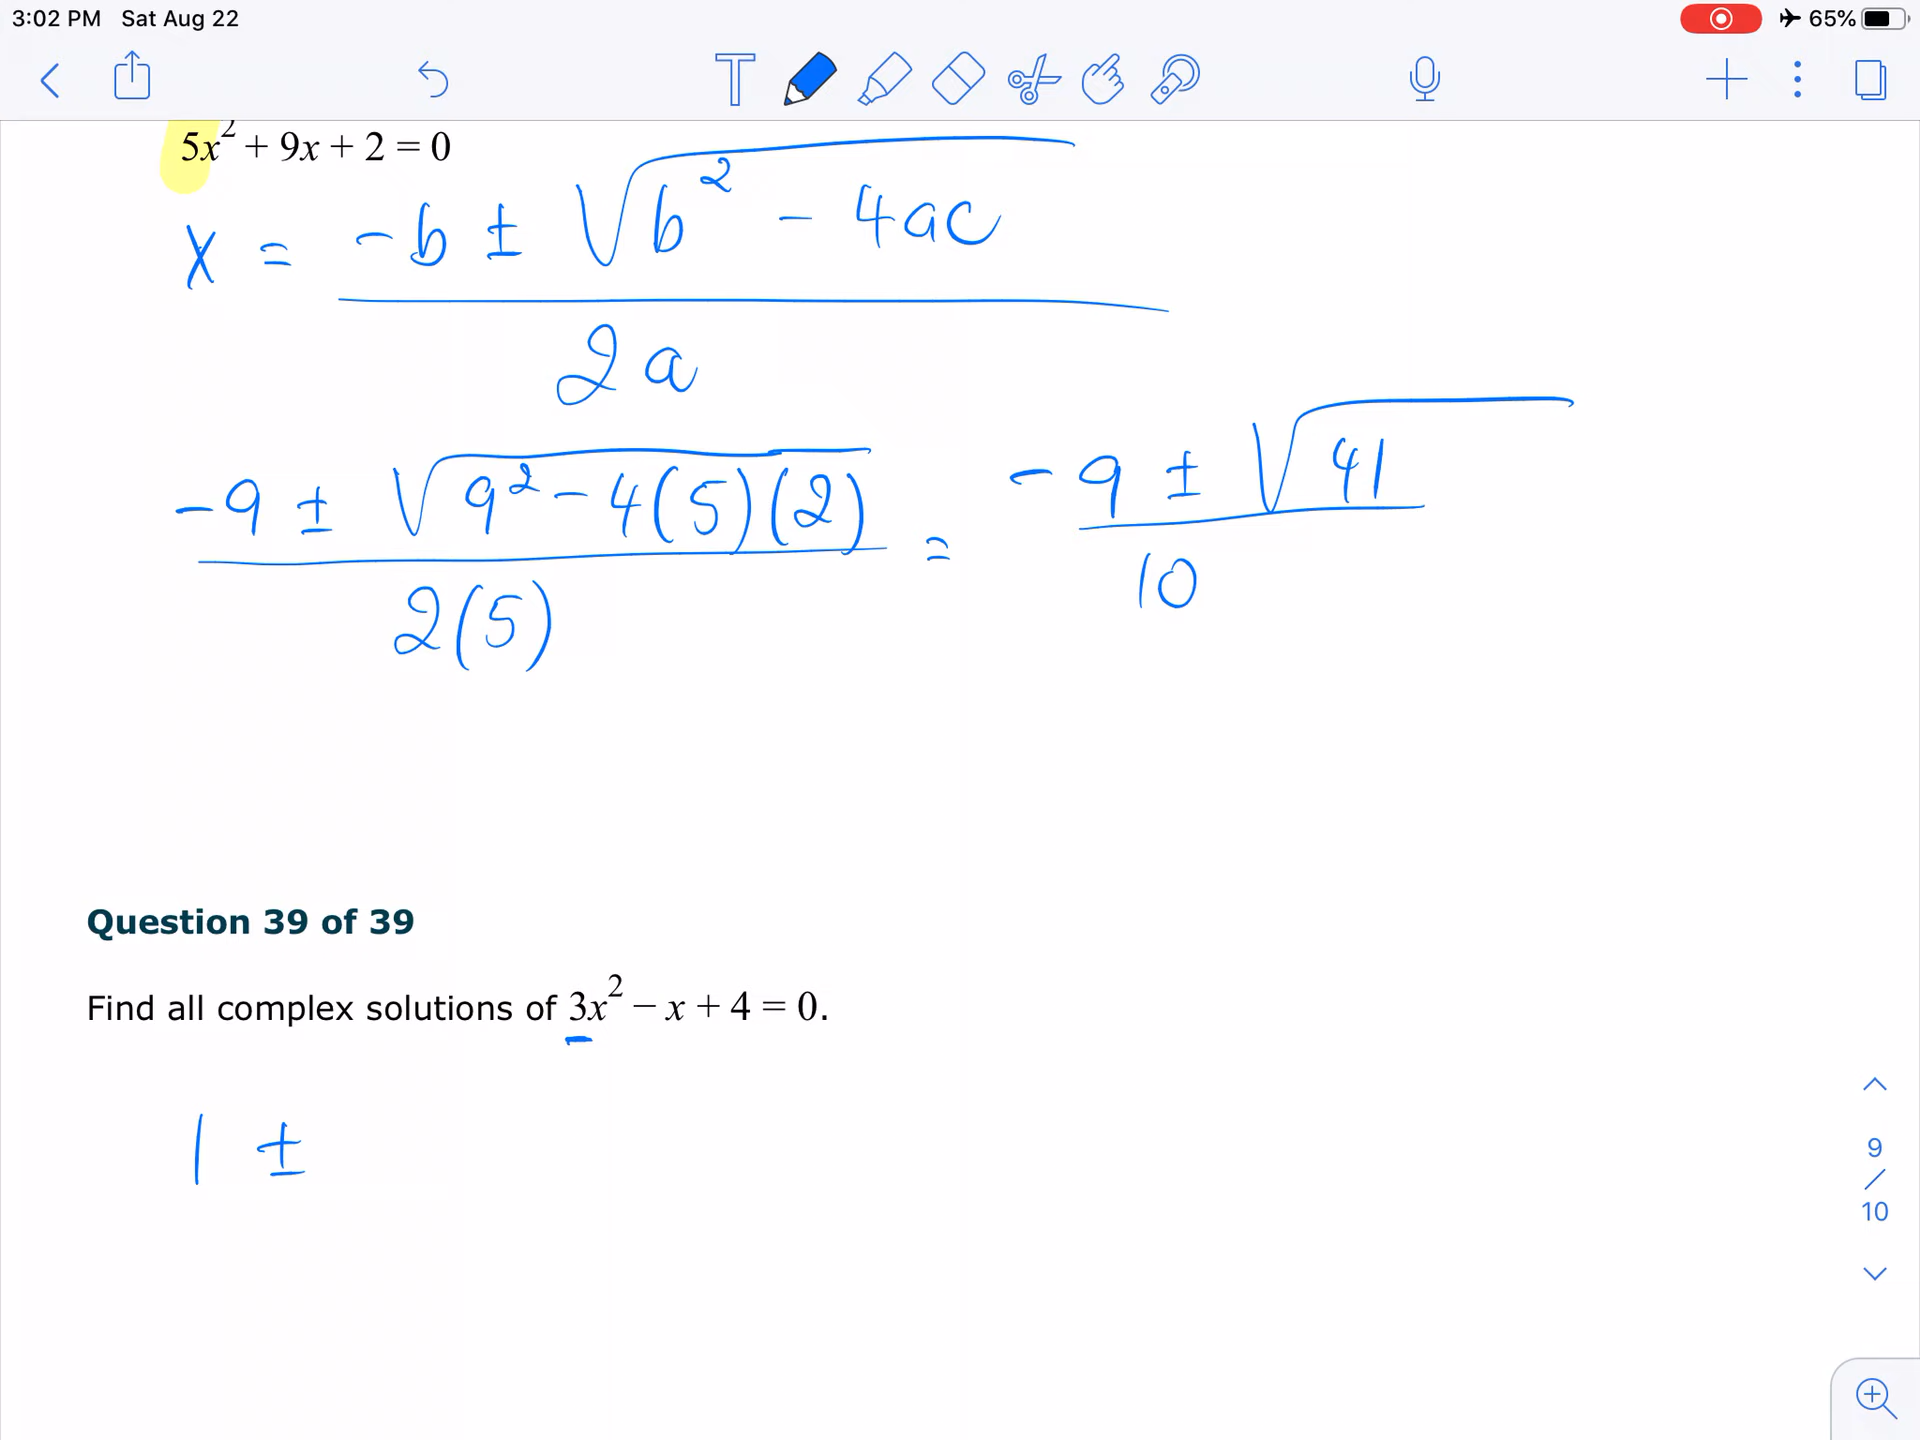 3:02 PM Sat Aug 22 65%
T
5x² + 9x + 2 = 0
x = -b ± √(b² - 4ac)
2a
-9 ± √(9² - 4(5)(2)) = -9 ± √41
2(5) 10
Question 39 of 39
Find all complex solutions of 3x² − x + 4 = 0.
1 ±
9
/
10